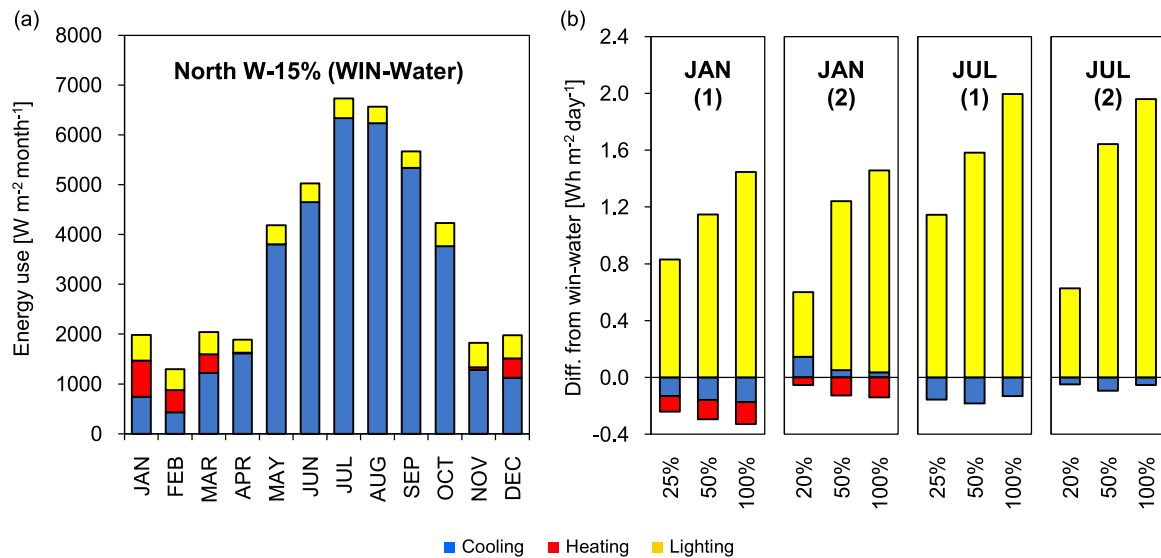 (a)
8000
7000
6000
5000
4000
3000
2000
1000
0
Energy use [W m⁻² month⁻¹]
North W-15% (WIN-Water)
JAN
FEB
MAR
APR
MAY
JUN
JUL
AUG
SEP
OCT
NOV
DEC
(b)
2.4
2.0
1.6
1.2
0.8
0.4
0.0
-0.4
Diff. from win-water [Wh m⁻² day⁻¹]
JAN
(1)
25%
50%
100%
JAN
(2)
20%
50%
100%
JUL
(1)
25%
50%
100%
JUL
(2)
20%
50%
100%
Cooling Heating Lighting